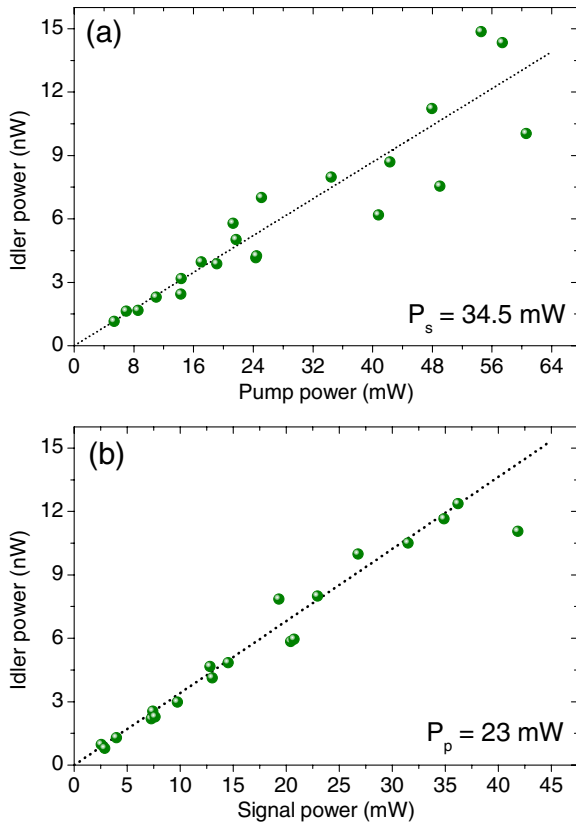 (a)
15
12
9
6
3
0
Idler power (nW)
P_s = 34.5 mW
0 8 16 24 32 40 48 56 64
Pump power (mW)
(b)
15
12
9
6
3
0
Idler power (nW)
P_p = 23 mW
0 5 10 15 20 25 30 35 40 45
Signal power (mW)